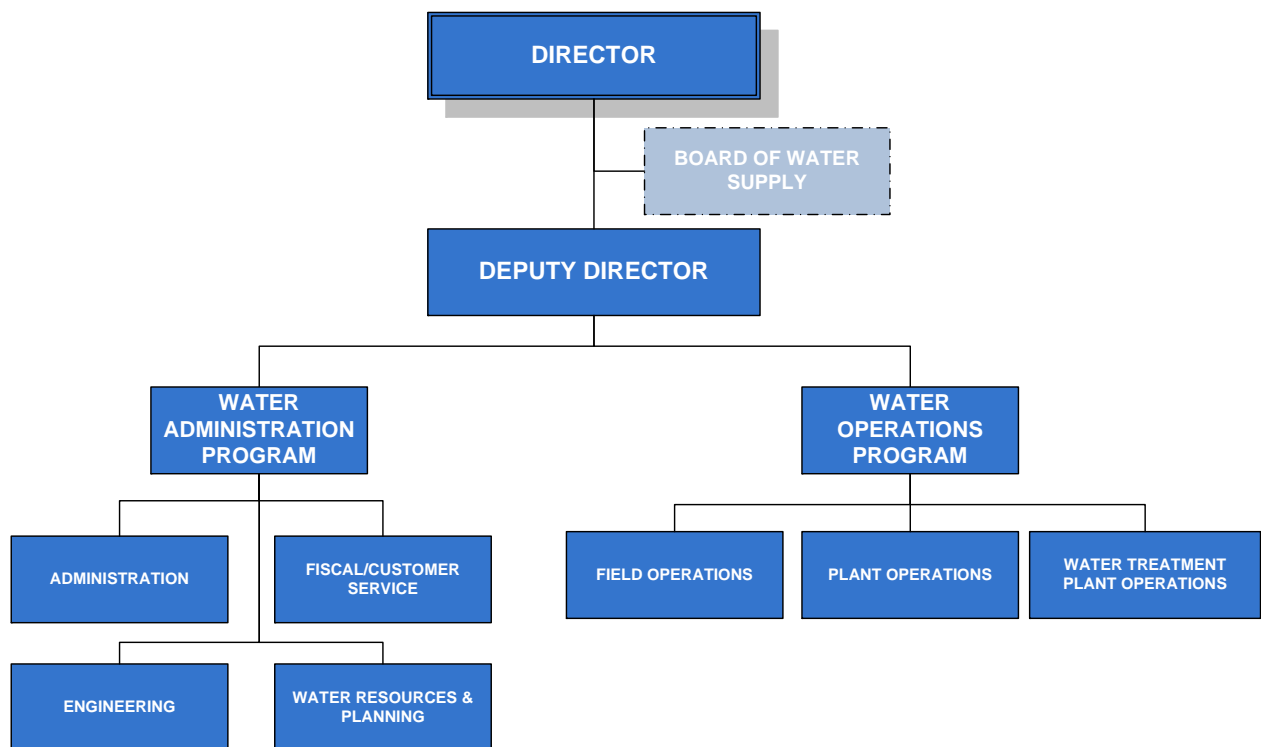 DIRECTOR
BOARD OF WATER
SUPPLY
DEPUTY DIRECTOR
WATER
ADMINISTRATION
PROGRAM
WATER
OPERATIONS
PROGRAM
ADMINISTRATION
FISCAL/CUSTOMER
SERVICE
FIELD OPERATIONS
PLANT OPERATIONS
WATER TREATMENT
PLANT OPERATIONS
ENGINEERING
WATER RESOURCES &
PLANNING